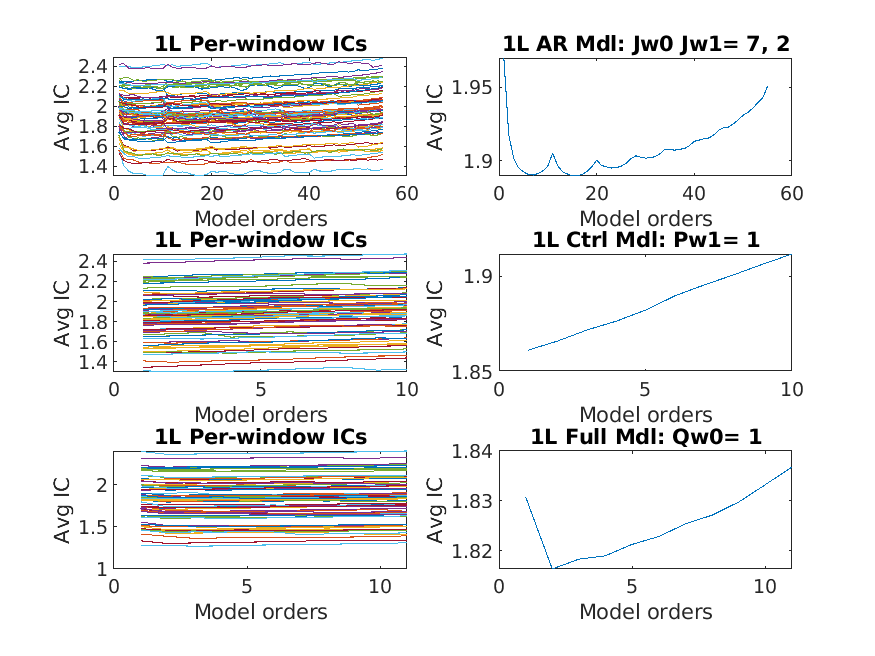 1L Per-window ICs
Avg IC
2.4
2.2
2
1.8
1.6
1.4
0
20
40
60
Model orders
1L AR Mdl: Jw0 Jw1= 7, 2
Avg IC
1.95
1.9
0
20
40
60
Model orders
1L Per-window ICs
Avg IC
2.4
2.2
2
1.8
1.6
1.4
0
5
10
Model orders
1L Ctrl Mdl: Pw1= 1
Avg IC
1.9
1.85
0
5
10
Model orders
1L Per-window ICs
Avg IC
2
1.5
1
0
5
10
Model orders
1L Full Mdl: Qw0= 1
Avg IC
1.84
1.83
1.82
0
5
10
Model orders